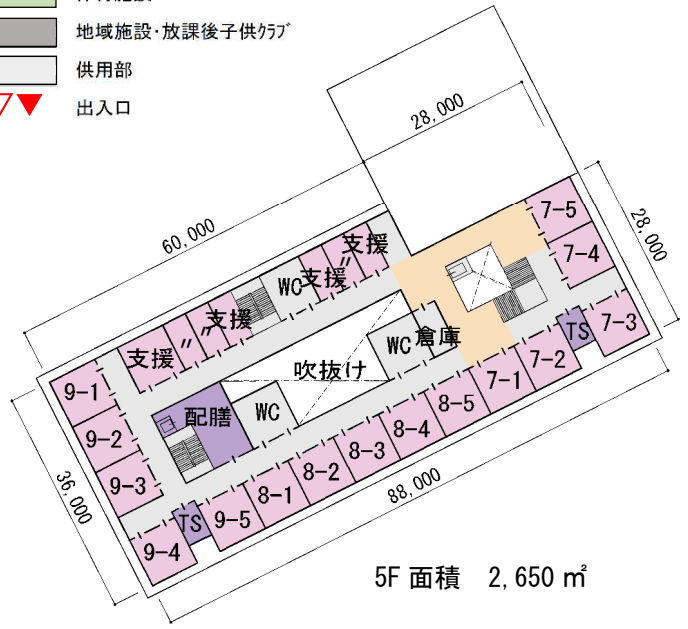 地域施設・放課後子供クラブ
供用部
出入口
28,000
60,000
28,000
7-5
7-4
7-3
TS
支援
〃
支援
WC
支援
〃
〃
支援
倉庫
WC
吹抜け
7-2
7-1
8-5
8-4
8-3
8-2
8-1
9-5
TS
9-4
9-1
9-2
9-3
配膳
WC
36,000
88,000
5F 面積 2,650 ㎡